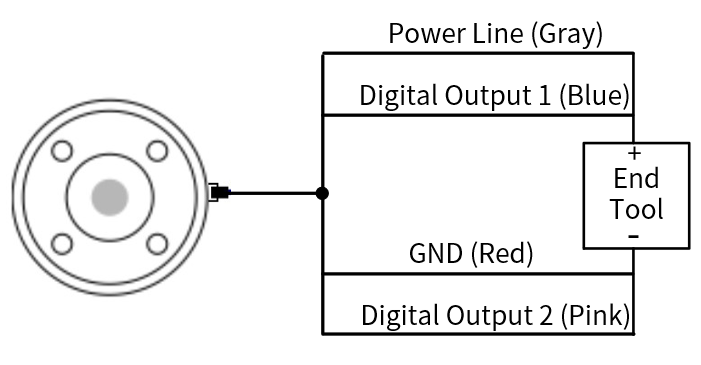 Power Line (Gray)
Digital Output 1 (Blue)
+
End
Tool
-
GND (Red)
Digital Output 2 (Pink)